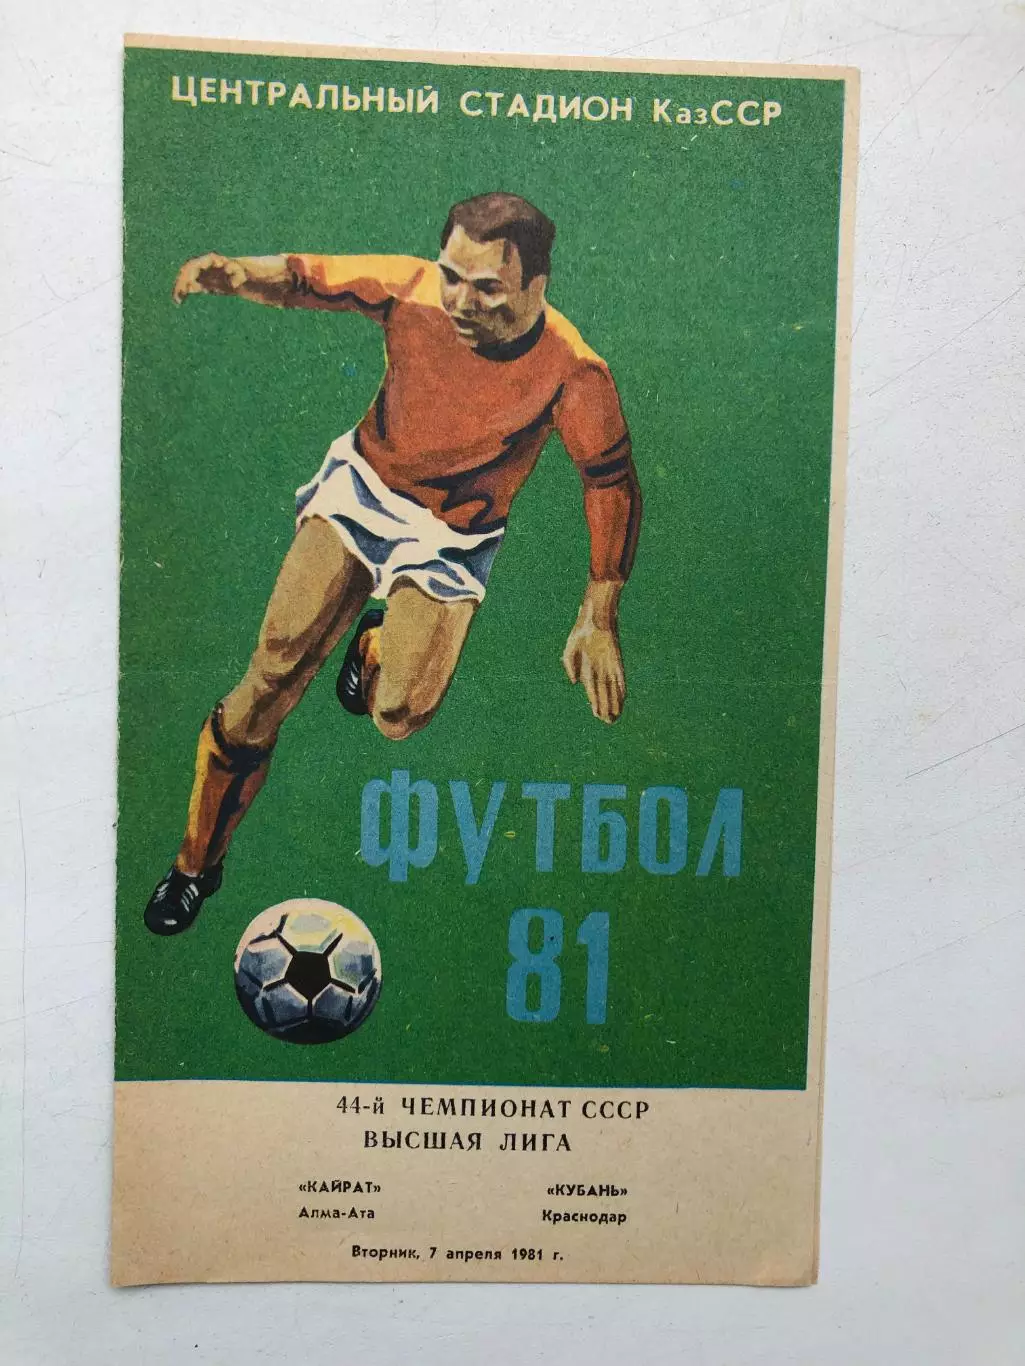 ЦЕНТРАЛЬНЫЙ СТАДИОН КазССР
ФУТБОЛ
81
44-й ЧЕМПИОНАТ СССР
ВЫСШАЯ ЛИГА
«КАЙРАТ» «КУБАНЬ»
Алма-Ата Краснодар
Вторник, 7 апреля 1981 г.